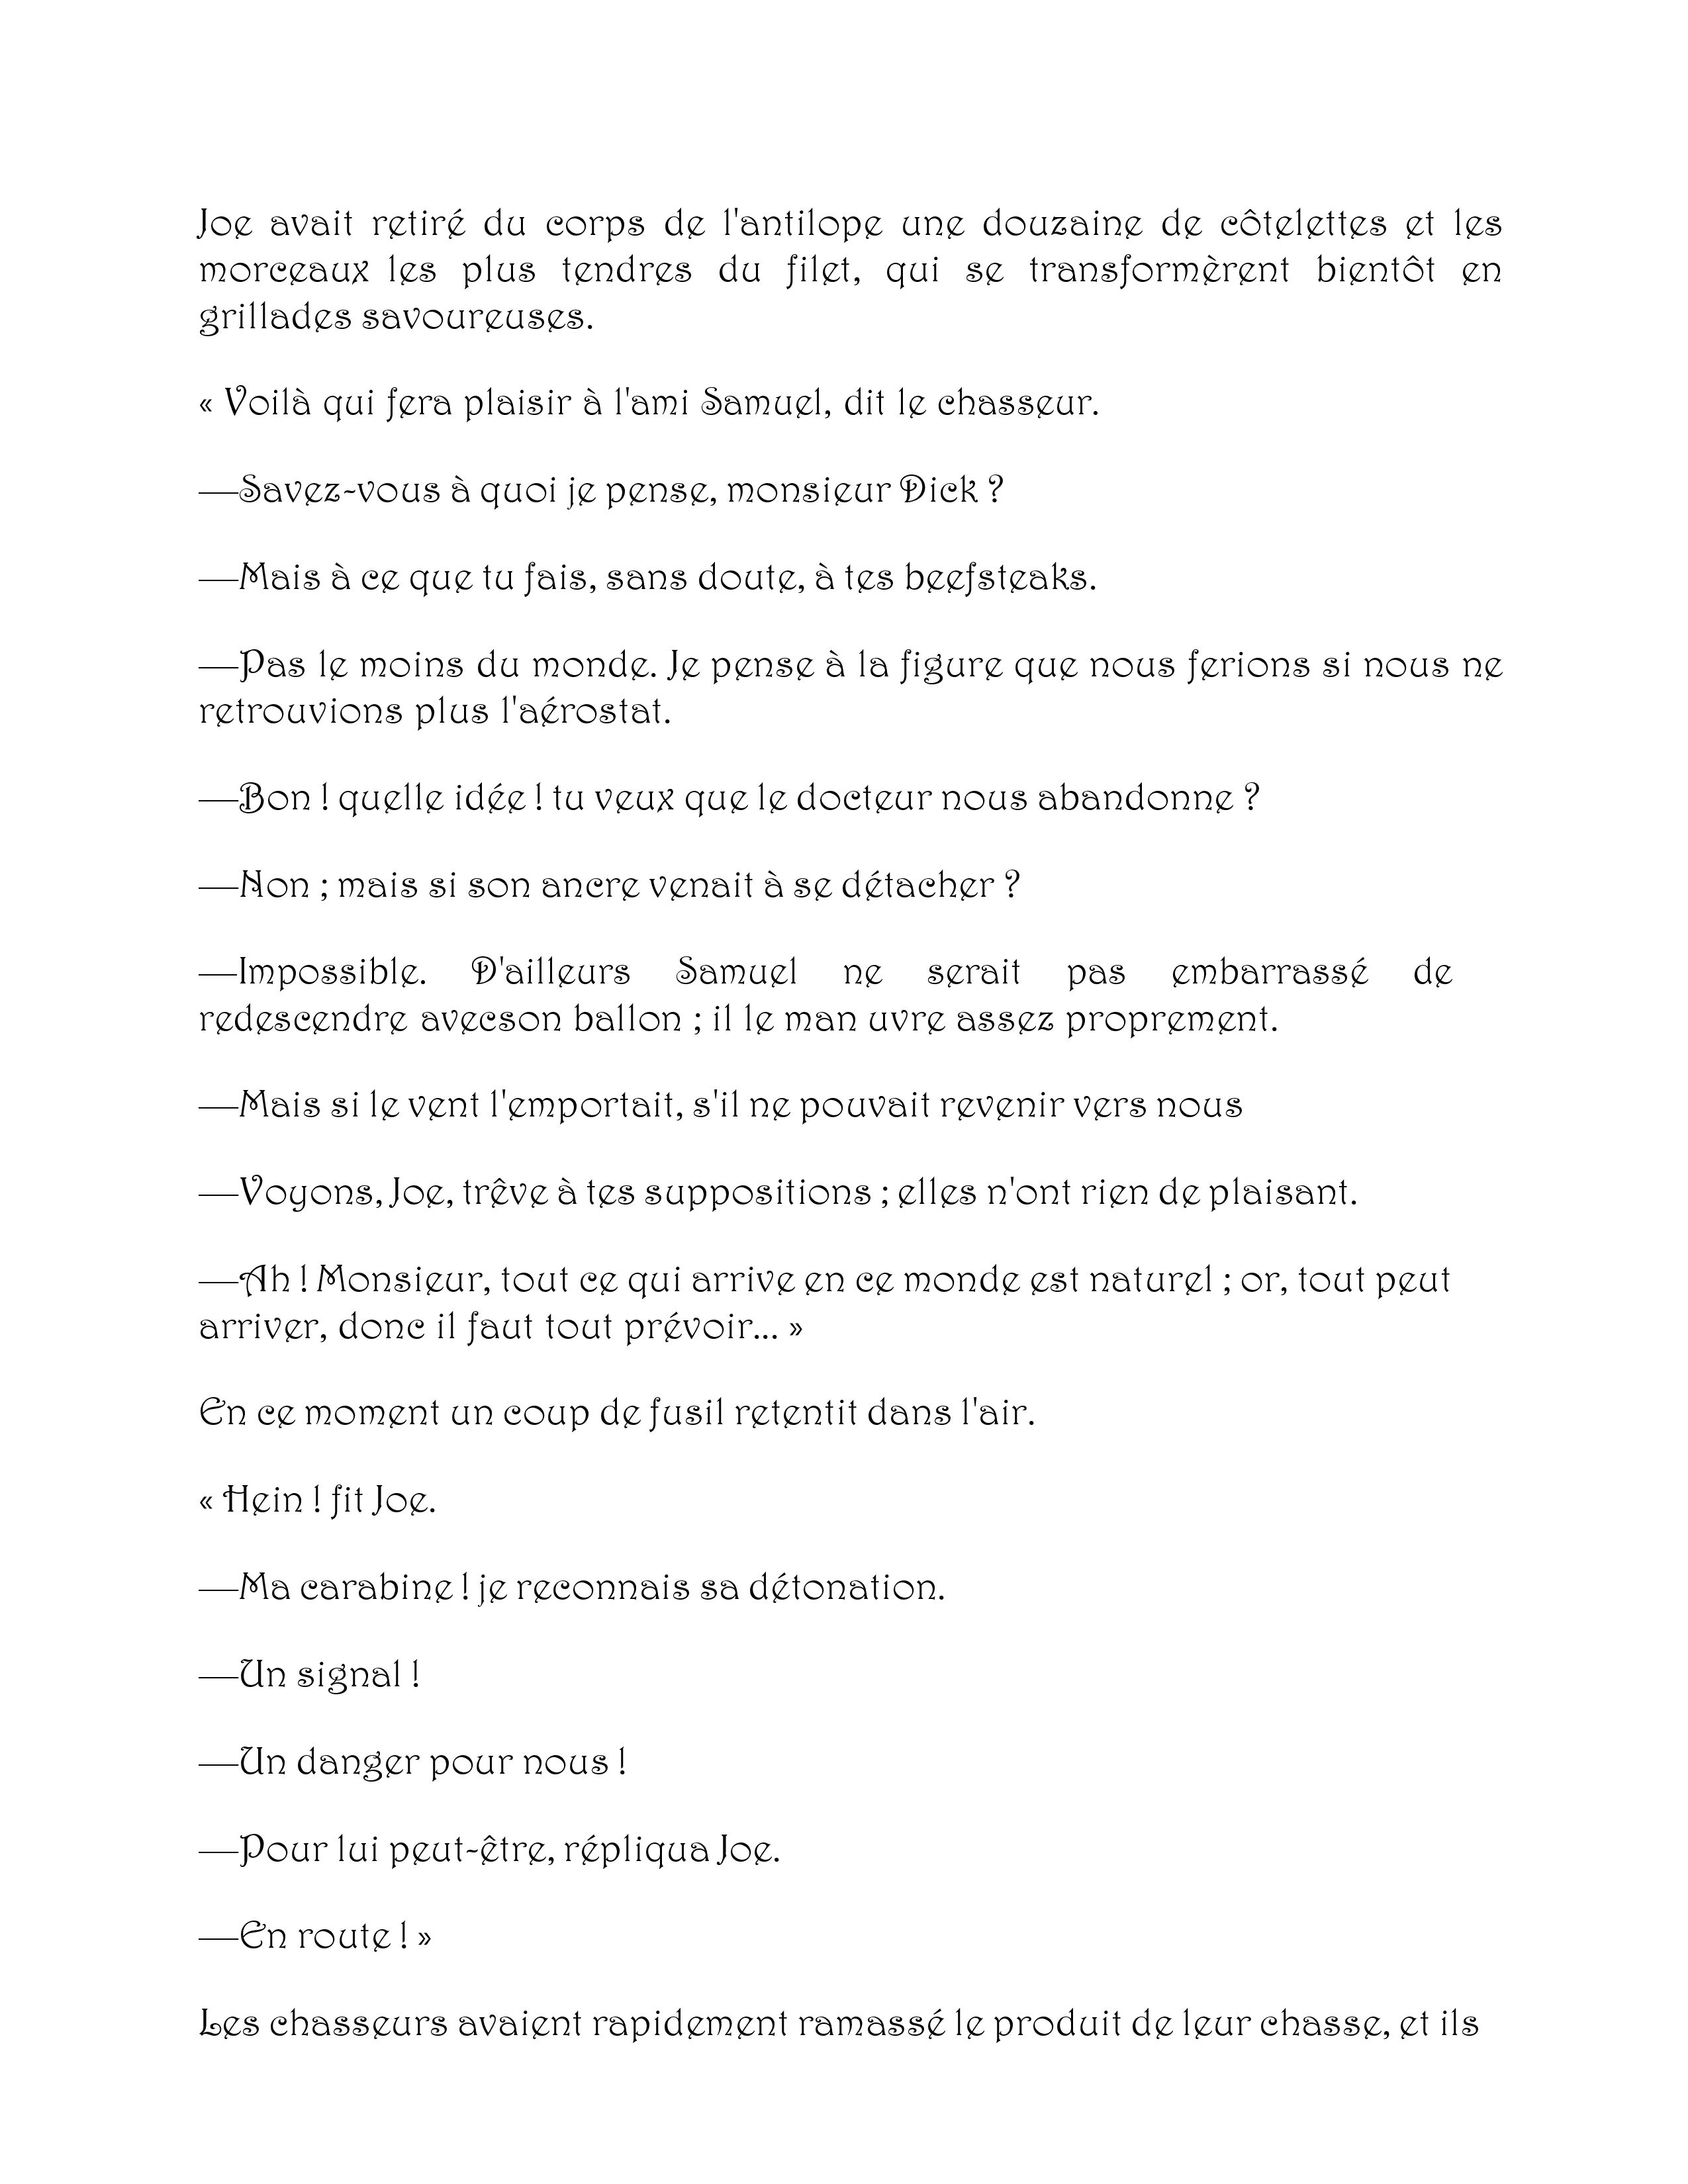 Joe avait retiré du corps de l'antilope une douzaine de côtelettes et les
morceaux les plus tendres du filet, qui se transformèrent bientôt en
grillades savoureuses.
« Voilà qui fera plaisir à l'ami Samuel, dit le chasseur.
—Savez-vous à quoi je pense, monsieur Dick ?
—Mais à ce que tu fais, sans doute, à tes beefsteaks.
—Pas le moins du monde. Je pense à la figure que nous ferions si nous ne
retrouvions plus l'aérostat.
—Bon ! quelle idée ! tu veux que le docteur nous abandonne ?
—Non ; mais si son ancre venait à se détacher ?
—Impossible. D'ailleurs Samuel ne serait pas embarrassé de
redescendre avecson ballon ; il le man uvre assez proprement.
—Mais si le vent l'emportait, s'il ne pouvait revenir vers nous
—Voyons, Joe, trêve à tes suppositions ; elles n'ont rien de plaisant.
—Ah ! Monsieur, tout ce qui arrive en ce monde est naturel ; or, tout peut
arriver, donc il faut tout prévoir... »
En ce moment un coup de fusil retentit dans l'air.
« Hein ! fit Joe.
—Ma carabine ! je reconnais sa détonation.
—Un signal !
—Un danger pour nous !
—Pour lui peut-être, répliqua Joe.
—En route ! »
Les chasseurs avaient rapidement ramassé le produit de leur chasse, et ils